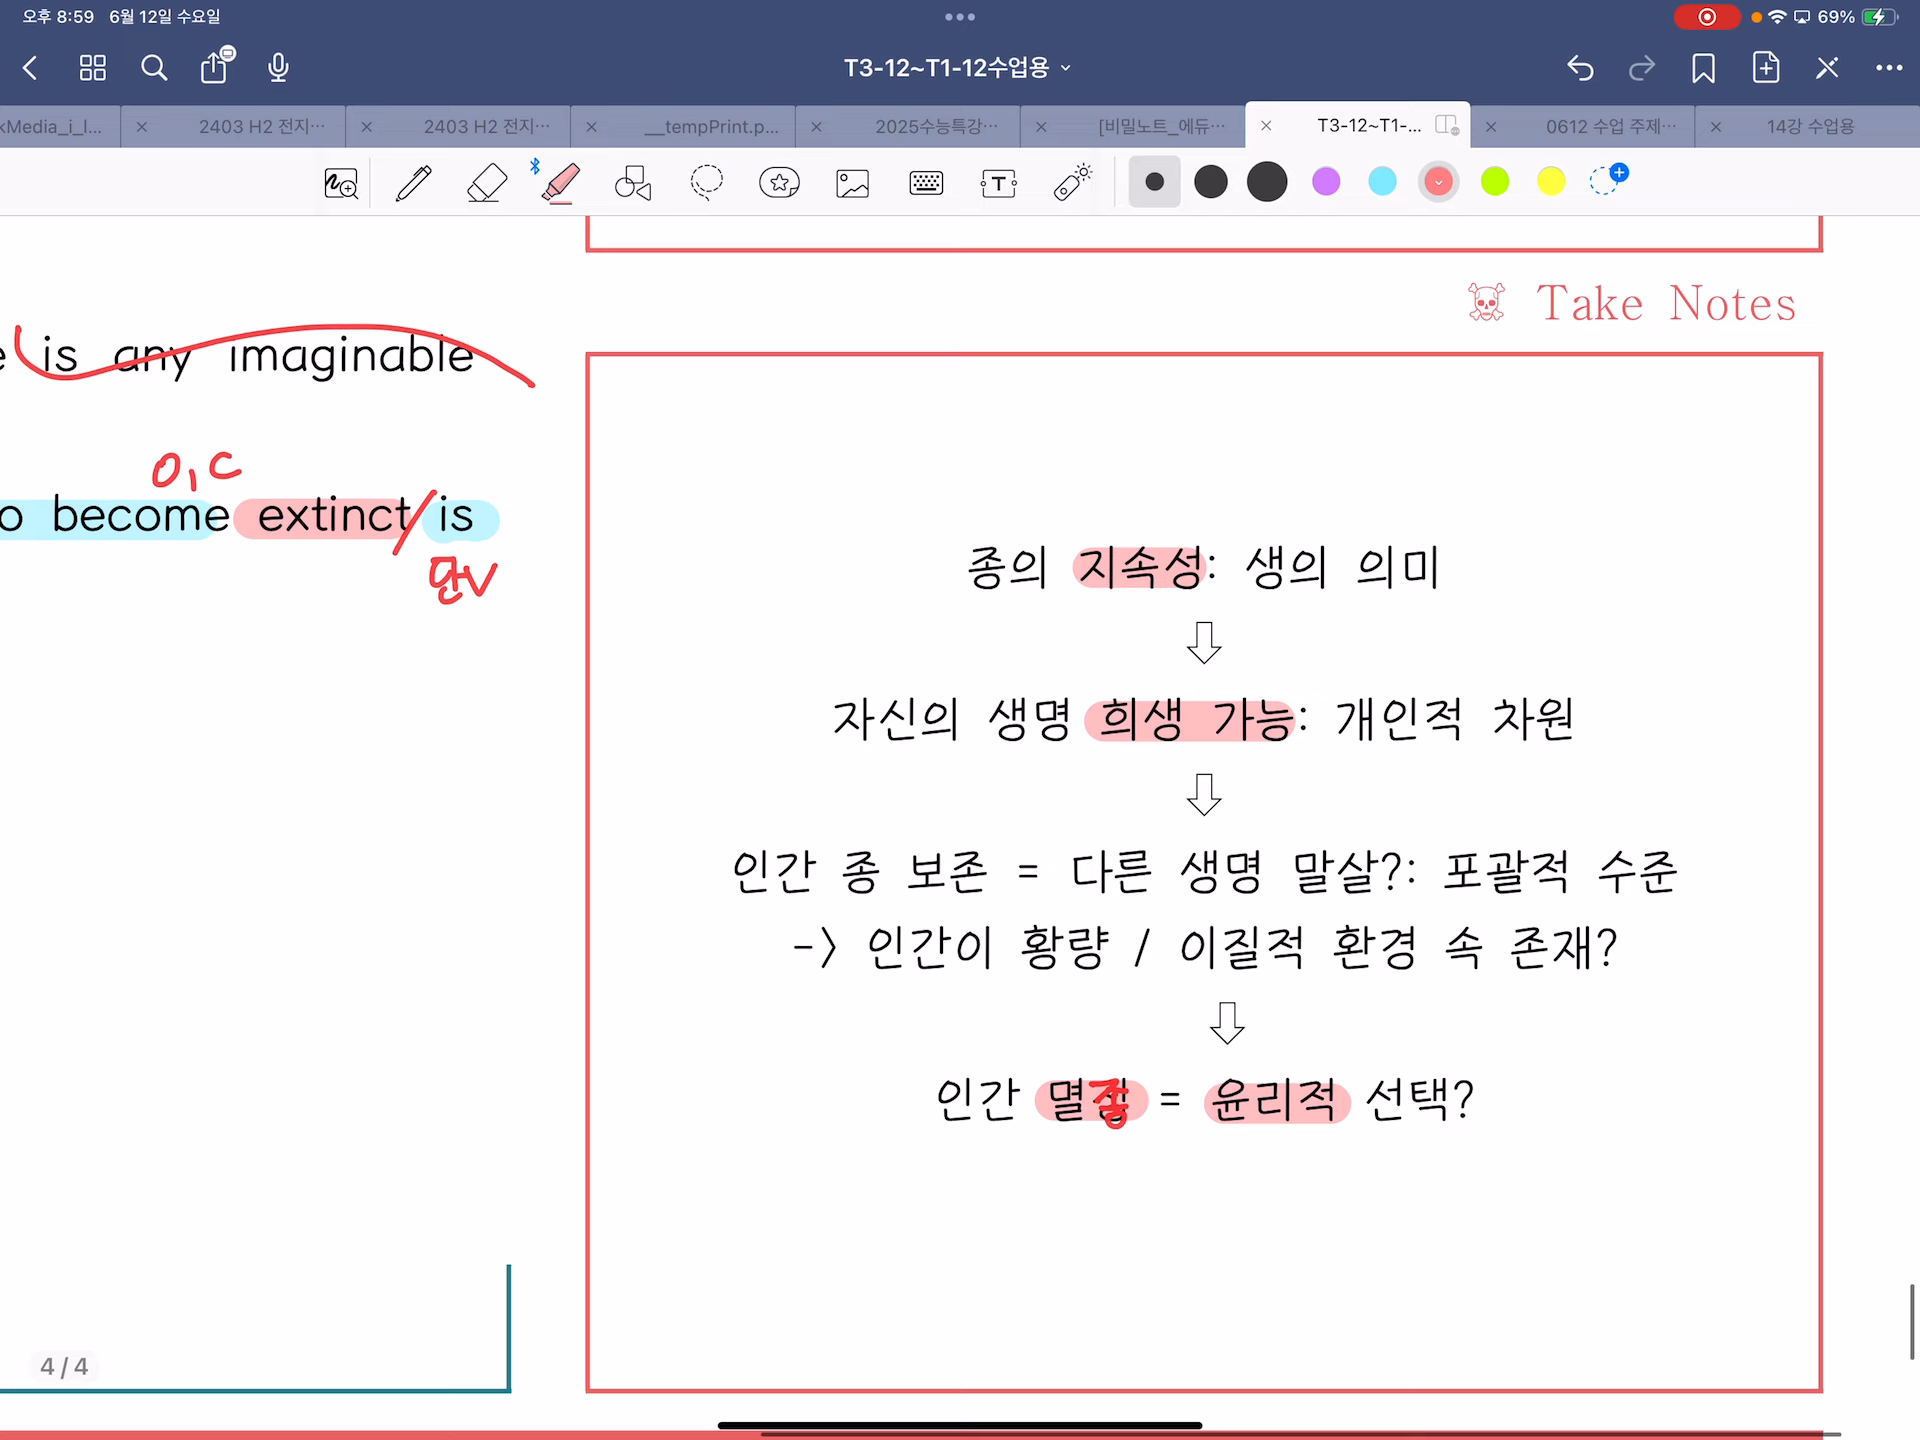 오후 8:59 6월 12일 수요일
69%
T3-12~T1-12수업용
kMedia_i_l...
2403 H2 전지...
2403 H2 전지...
__tempPrint.p...
2025수능특강...
[비밀노트_에듀...
T3-12~T1-...
0612 수업 주제...
14강 수업용
Take Notes
is any imaginable
o, c
o become extinct / is
단V
종의 지속성: 생의 의미
자신의 생명 희생 가능: 개인적 차원
인간 종 보존 = 다른 생명 말살?: 포괄적 수준
-> 인간이 황량 / 이질적 환경 속 존재?
인간 멸종 = 윤리적 선택?
4 / 4